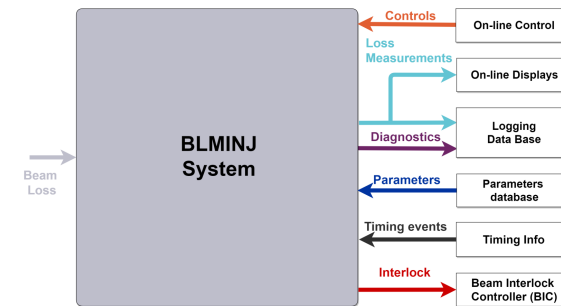 Controls
On-line Control
Loss
Measurements
On-line Displays
BLMINJ
System
Logging
Data Base
Diagnostics
Beam
Loss
Parameters
Parameters
database
Timing events
Timing Info
Interlock
Beam Interlock
Controller (BIC)